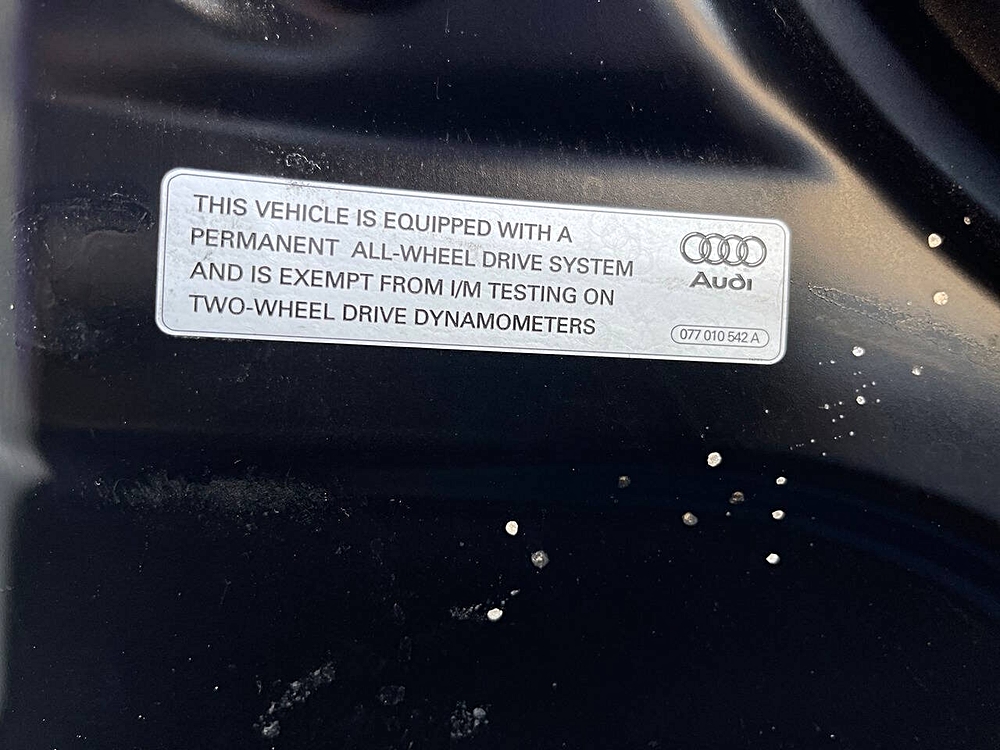 THIS VEHICLE IS EQUIPPED WITH A
PERMANENT ALL-WHEEL DRIVE SYSTEM
AND IS EXEMPT FROM I/M TESTING ON
TWO-WHEEL DRIVE DYNAMOMETERS
Audi
077 010 542 A